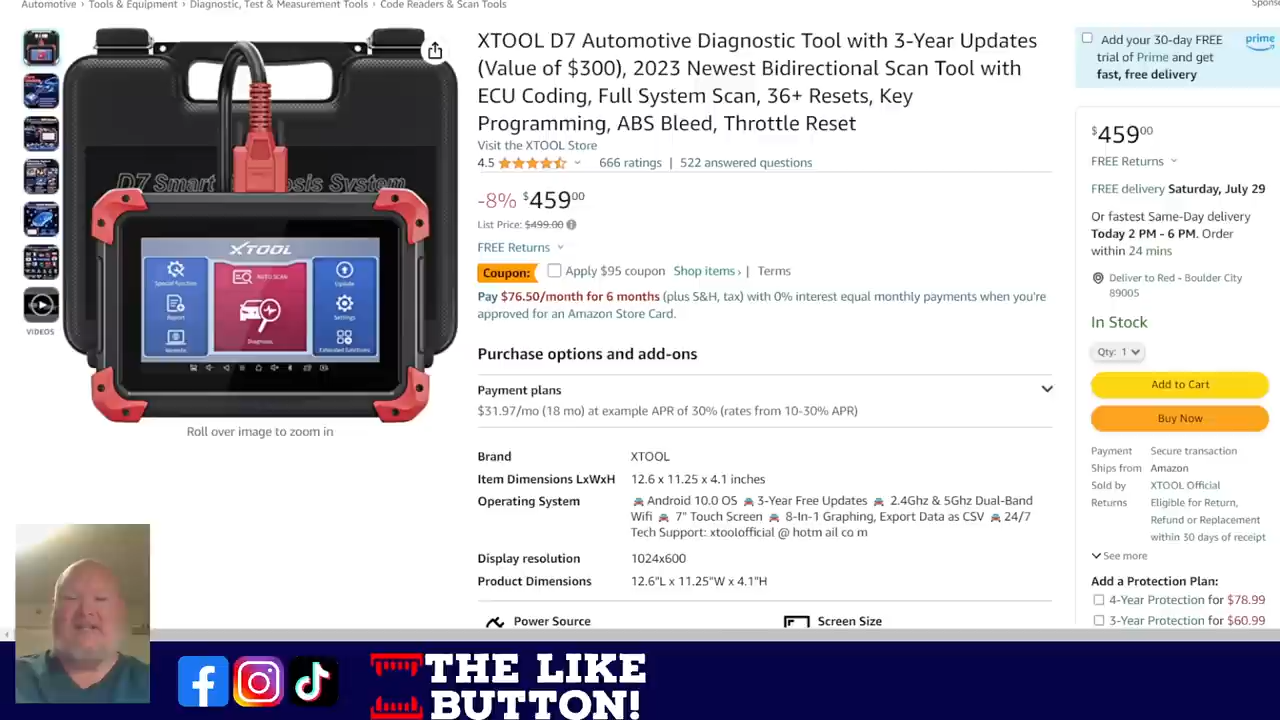 Automotive › Tools & Equipment › Diagnostic, Test & Measurement Tools › Code Readers & Scan Tools
XTOOL D7 Automotive Diagnostic Tool with 3-Year Updates
(Value of $300), 2023 Newest Bidirectional Scan Tool with
ECU Coding, Full System Scan, 36+ Resets, Key
Programming, ABS Bleed, Throttle Reset
Visit the XTOOL Store
4.5
666 ratings | 522 answered questions
-8% $45900
List Price: $499.00
FREE Returns
Coupon: Apply $95 coupon Shop items › | Terms
Pay $76.50/month for 6 months (plus S&H, tax) with 0% interest equal monthly payments when you're
approved for an Amazon Store Card.
Purchase options and add-ons
Payment plans
$31.97/mo (18 mo) at example APR of 30% (rates from 10-30% APR)
Brand XTOOL
Item Dimensions LxWxH 12.6 x 11.25 x 4.1 inches
Operating System Android 10.0 OS 3-Year Free Updates 2.4Ghz & 5Ghz Dual-Band
Wifi 7" Touch Screen 8-In-1 Graphing, Export Data as CSV 24/7
Tech Support: xtoolofficial @ hotm ail co m
Display resolution 1024x600
Product Dimensions 12.6"L x 11.25"W x 4.1"H
Power Source Screen Size
D7 Smart Diagnosis System
XTOOL
Special Function
AUTO SCAN
Update
Report
Settings
Diagnosis
Extended Functions
VIDEOS
Roll over image to zoom in
Add your 30-day FREE
trial of Prime and get
fast, free delivery
prime
$45900
FREE Returns
FREE delivery Saturday, July 29
Or fastest Same-Day delivery
Today 2 PM - 6 PM. Order
within 24 mins
Deliver to Red - Boulder City
89005
In Stock
Qty: 1
Add to Cart
Buy Now
Payment Secure transaction
Ships from Amazon
Sold by XTOOL Official
Returns Eligible for Return,
Refund or Replacement
within 30 days of receipt
See more
Add a Protection Plan:
4-Year Protection for $78.99
3-Year Protection for $60.99
THE LIKE
BUTTON!